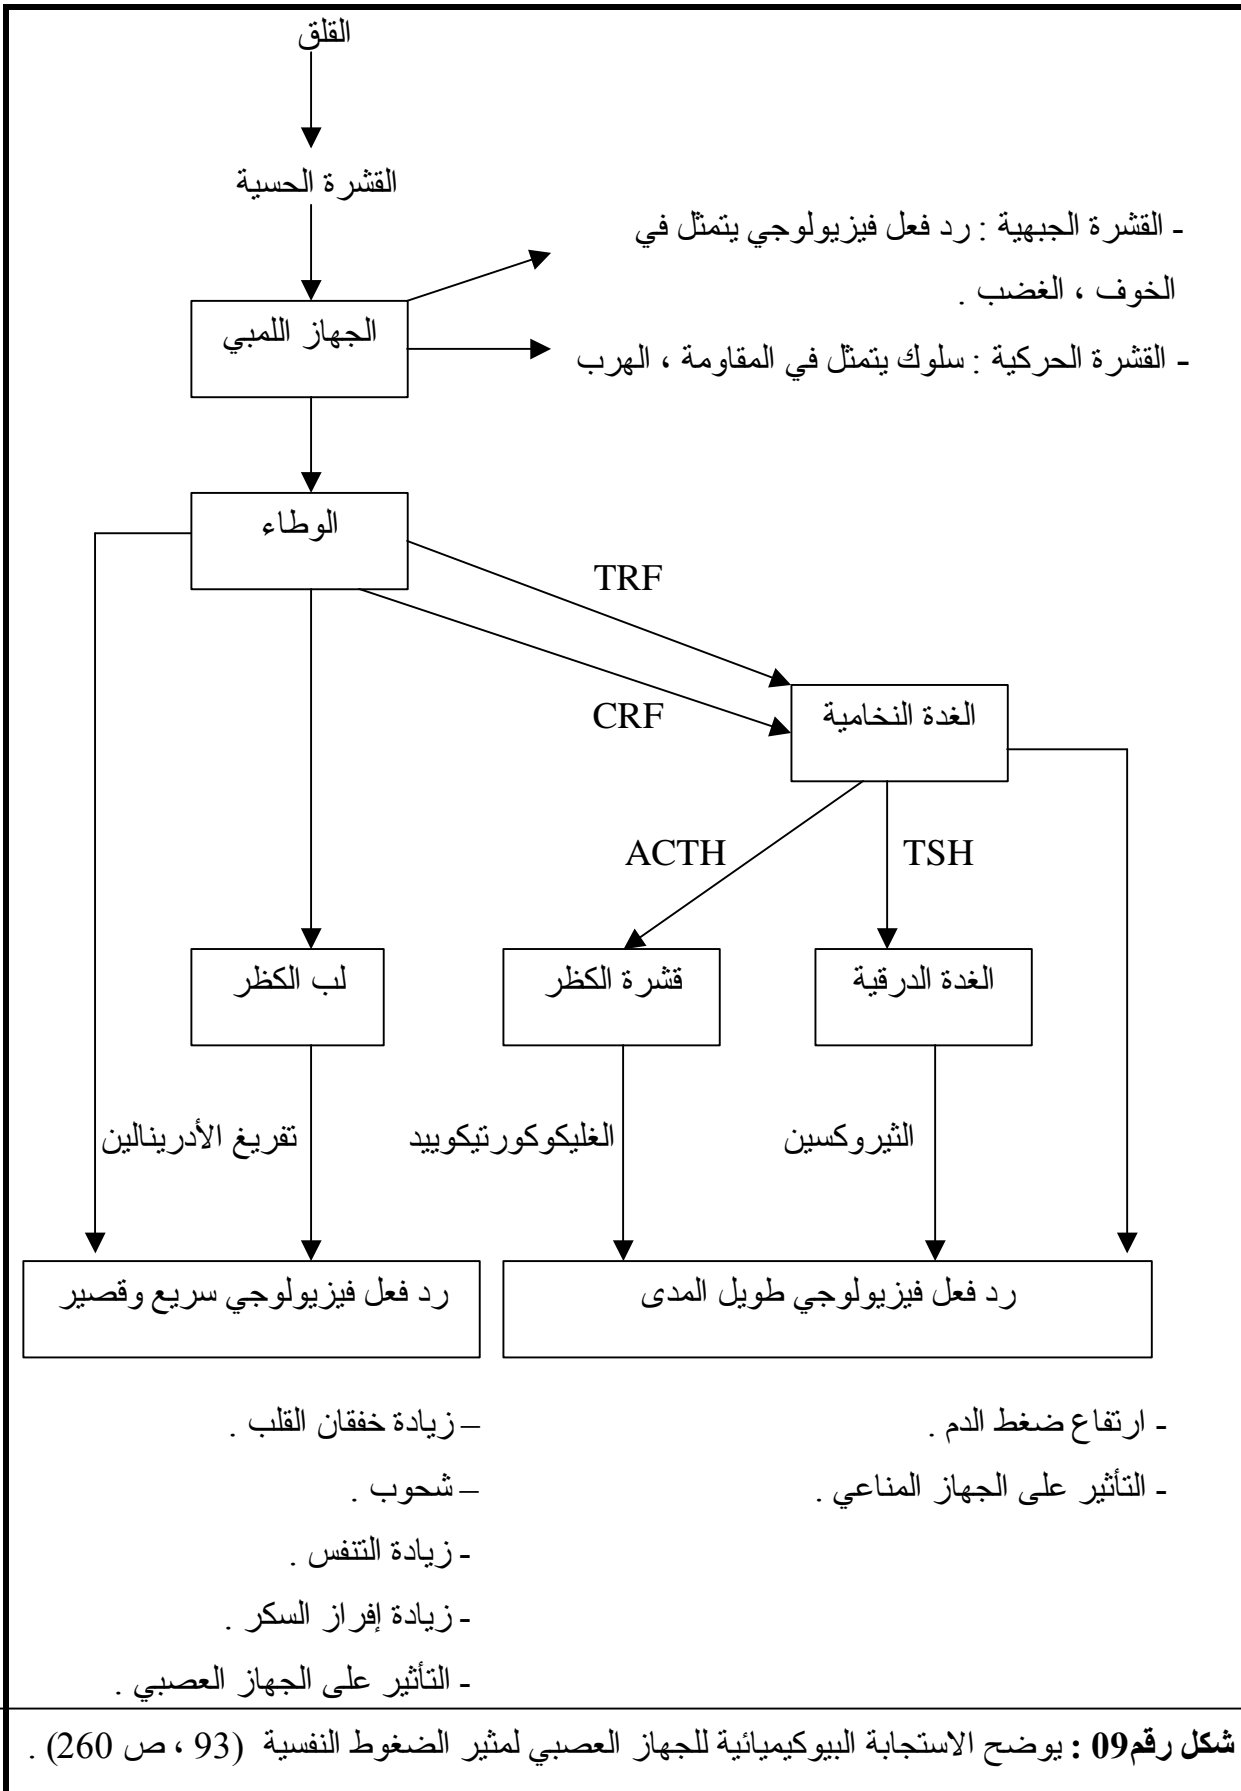 القلق
القشرة الحسية
- القشرة الجبهية : رد فعل فيزيولوجي يتمثل في
الخوف ، الغضب .
الجهاز اللمبي
- القشرة الحركية : سلوك يتمثل في المقاومة ، الهرب
الوطاء
TRF
CRF
الغدة النخامية
ACTH
TSH
الغدة الدرقية
قشرة الكظر
لب الكظر
الثيروكسين
الغليكوكورتيكوييد
تفريغ الأدرينالين
رد فعل فيزيولوجي طويل المدى
رد فعل فيزيولوجي سريع وقصير
- ارتفاع ضغط الدم .
- التأثير على الجهاز المناعي .
– زيادة خفقان القلب .
– شحوب .
- زيادة التنفس .
- زيادة إفراز السكر .
- التأثير على الجهاز العصبي .
شكل رقم09 : يوضح الاستجابة البيوكيميائية للجهاز العصبي لمثير الضغوط النفسية (93 ، ص 260) .